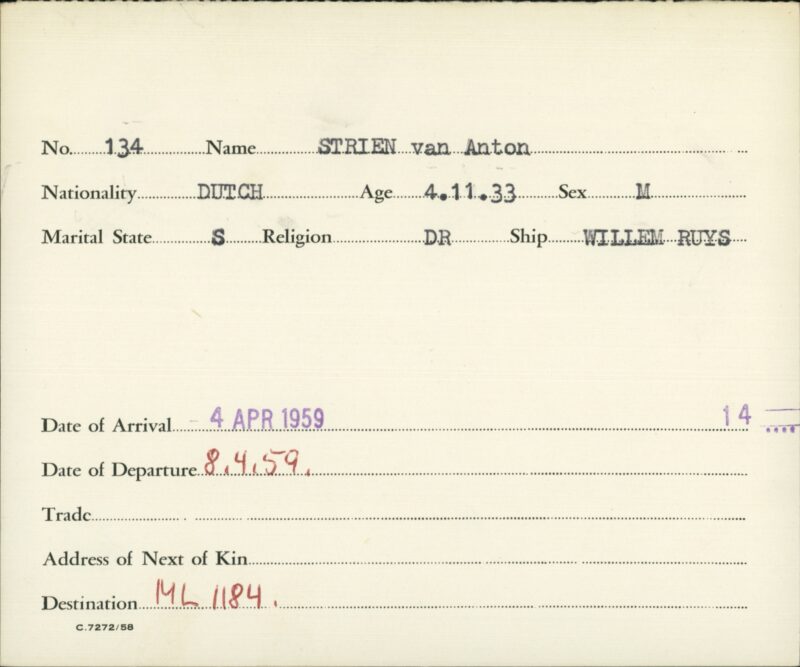 No. 134 Name STRIEN van Anton
Nationality DUTCH Age 4.11.33 Sex M
Marital State S Religion DR Ship WILLEM RUYS
Date of Arrival 4 APR 1959 14
Date of Departure 8.4.59.
Trade
Address of Next of Kin
Destination ML 1184.
C.7272/58